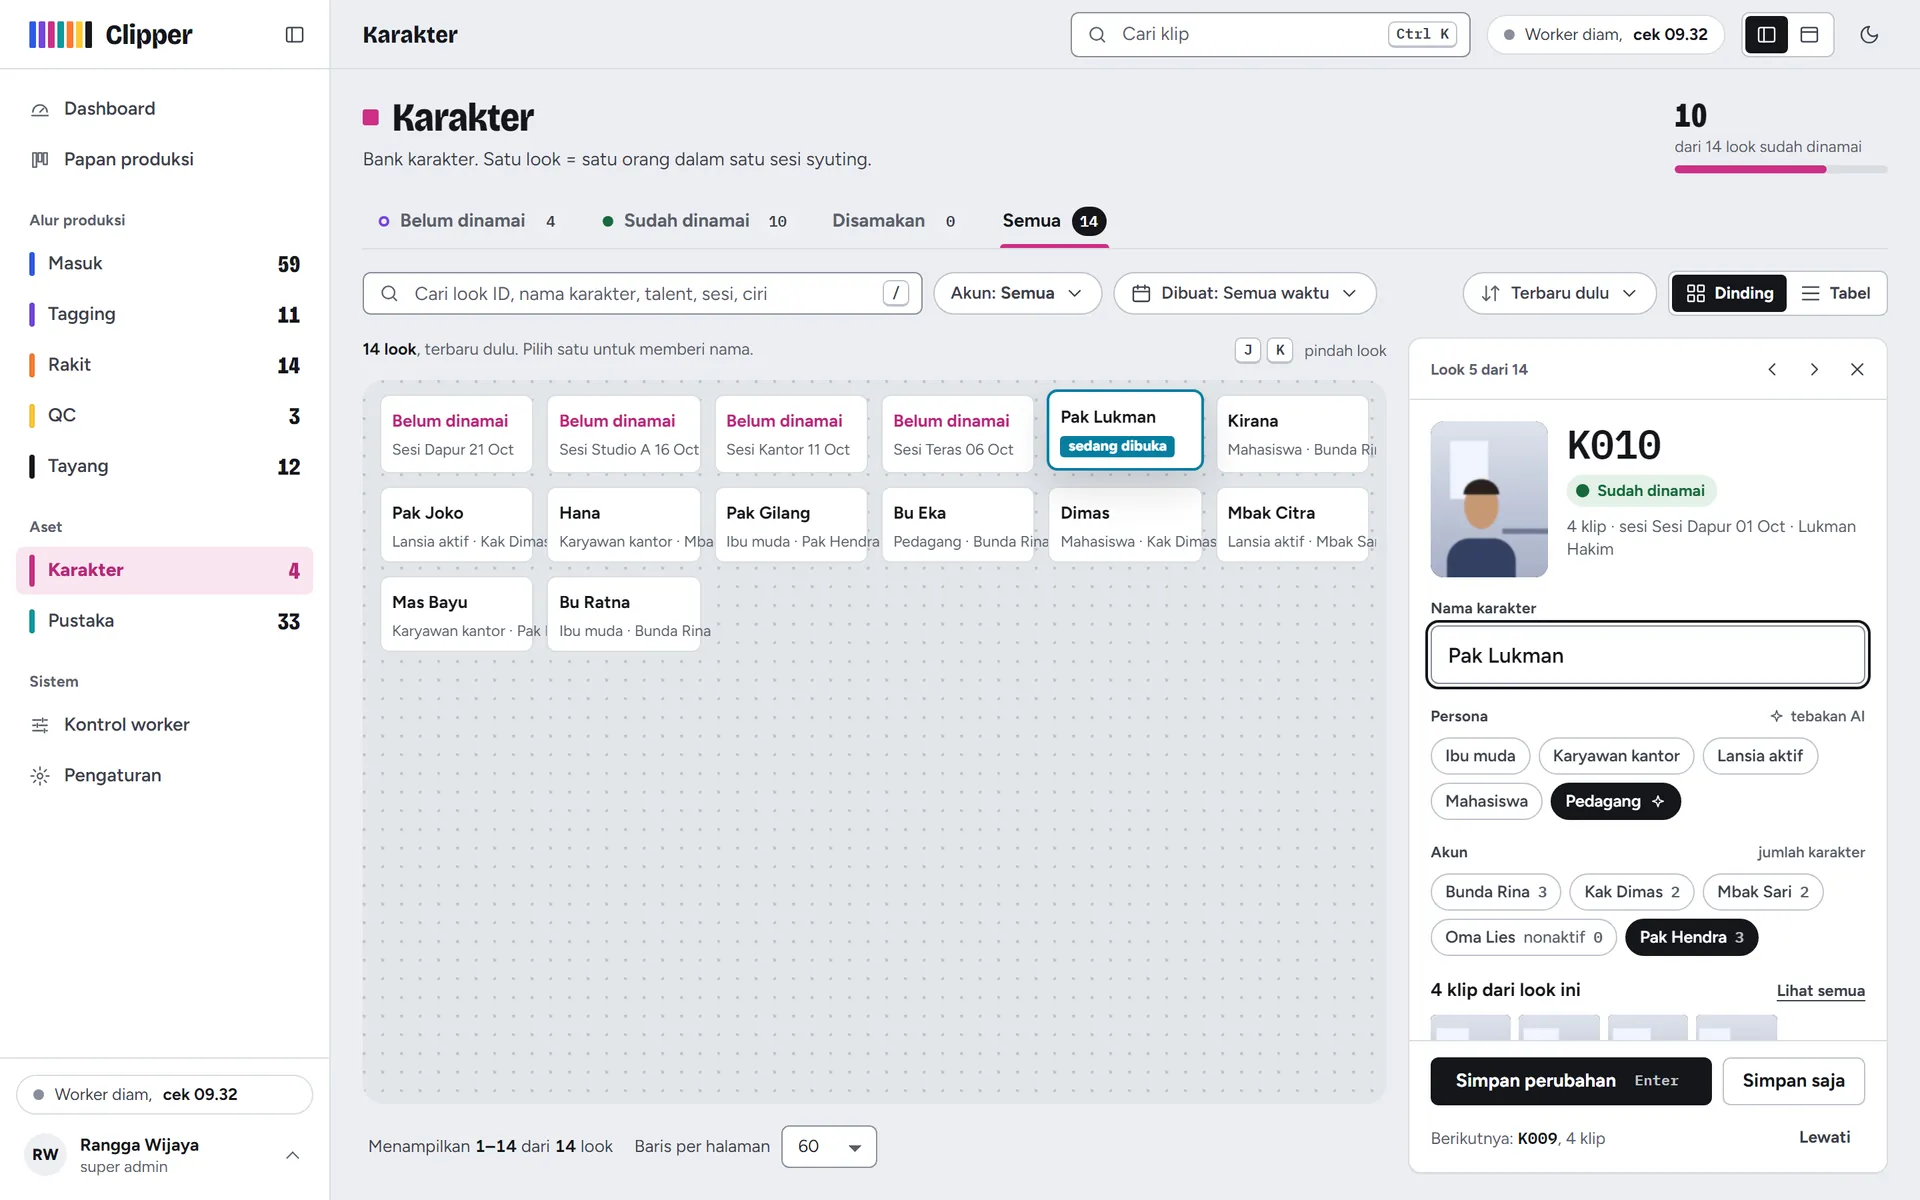 Clipper
Karakter
Cari klip
Ctrl K
Worker diam, cek 09.32
Dashboard
Papan produksi
Alur produksi
Masuk 59
Tagging 11
Rakit 14
QC 3
Tayang 12
Aset
Karakter 4
Pustaka 33
Sistem
Kontrol worker
Pengaturan
Worker diam, cek 09.32
RW
Rangga Wijaya
super admin
Karakter
Bank karakter. Satu look = satu orang dalam satu sesi syuting.
10
dari 14 look sudah dinamai
Belum dinamai 4
Sudah dinamai 10
Disamakan 0
Semua 14
Cari look ID, nama karakter, talent, sesi, ciri
/
Akun: Semua
Dibuat: Semua waktu
Terbaru dulu
Dinding
Tabel
14 look, terbaru dulu. Pilih satu untuk memberi nama.
J K pindah look
Belum dinamai
Sesi Dapur 21 Oct
Belum dinamai
Sesi Studio A 16 Oct
Belum dinamai
Sesi Kantor 11 Oct
Belum dinamai
Sesi Teras 06 Oct
Pak Lukman
sedang dibuka
Kirana
Mahasiswa · Bunda
Pak Joko
Lansia aktif · Kak Dimas
Hana
Karyawan kantor · Mba
Pak Gilang
Ibu muda · Pak Hendra
Bu Eka
Pedagang · Bunda Rina
Dimas
Mahasiswa · Kak Dimas
Mbak Citra
Lansia aktif · Mbak
Mas Bayu
Karyawan kantor · Pak
Bu Ratna
Ibu muda · Bunda Rina
Menampilkan 1–14 dari 14 look
Baris per halaman
60
Look 5 dari 14
K010
Sudah dinamai
4 klip · sesi Sesi Dapur 01 Oct · Lukman
Hakim
Nama karakter
Pak Lukman
Persona
tebakan AI
Ibu muda
Karyawan kantor
Lansia aktif
Mahasiswa
Pedagang
Akun
jumlah karakter
Bunda Rina 3
Kak Dimas 2
Mbak Sari 2
Oma Lies nonaktif 0
Pak Hendra 3
4 klip dari look ini
Lihat semua
Simpan perubahan Enter
Simpan saja
Berikutnya: K009, 4 klip
Lewati